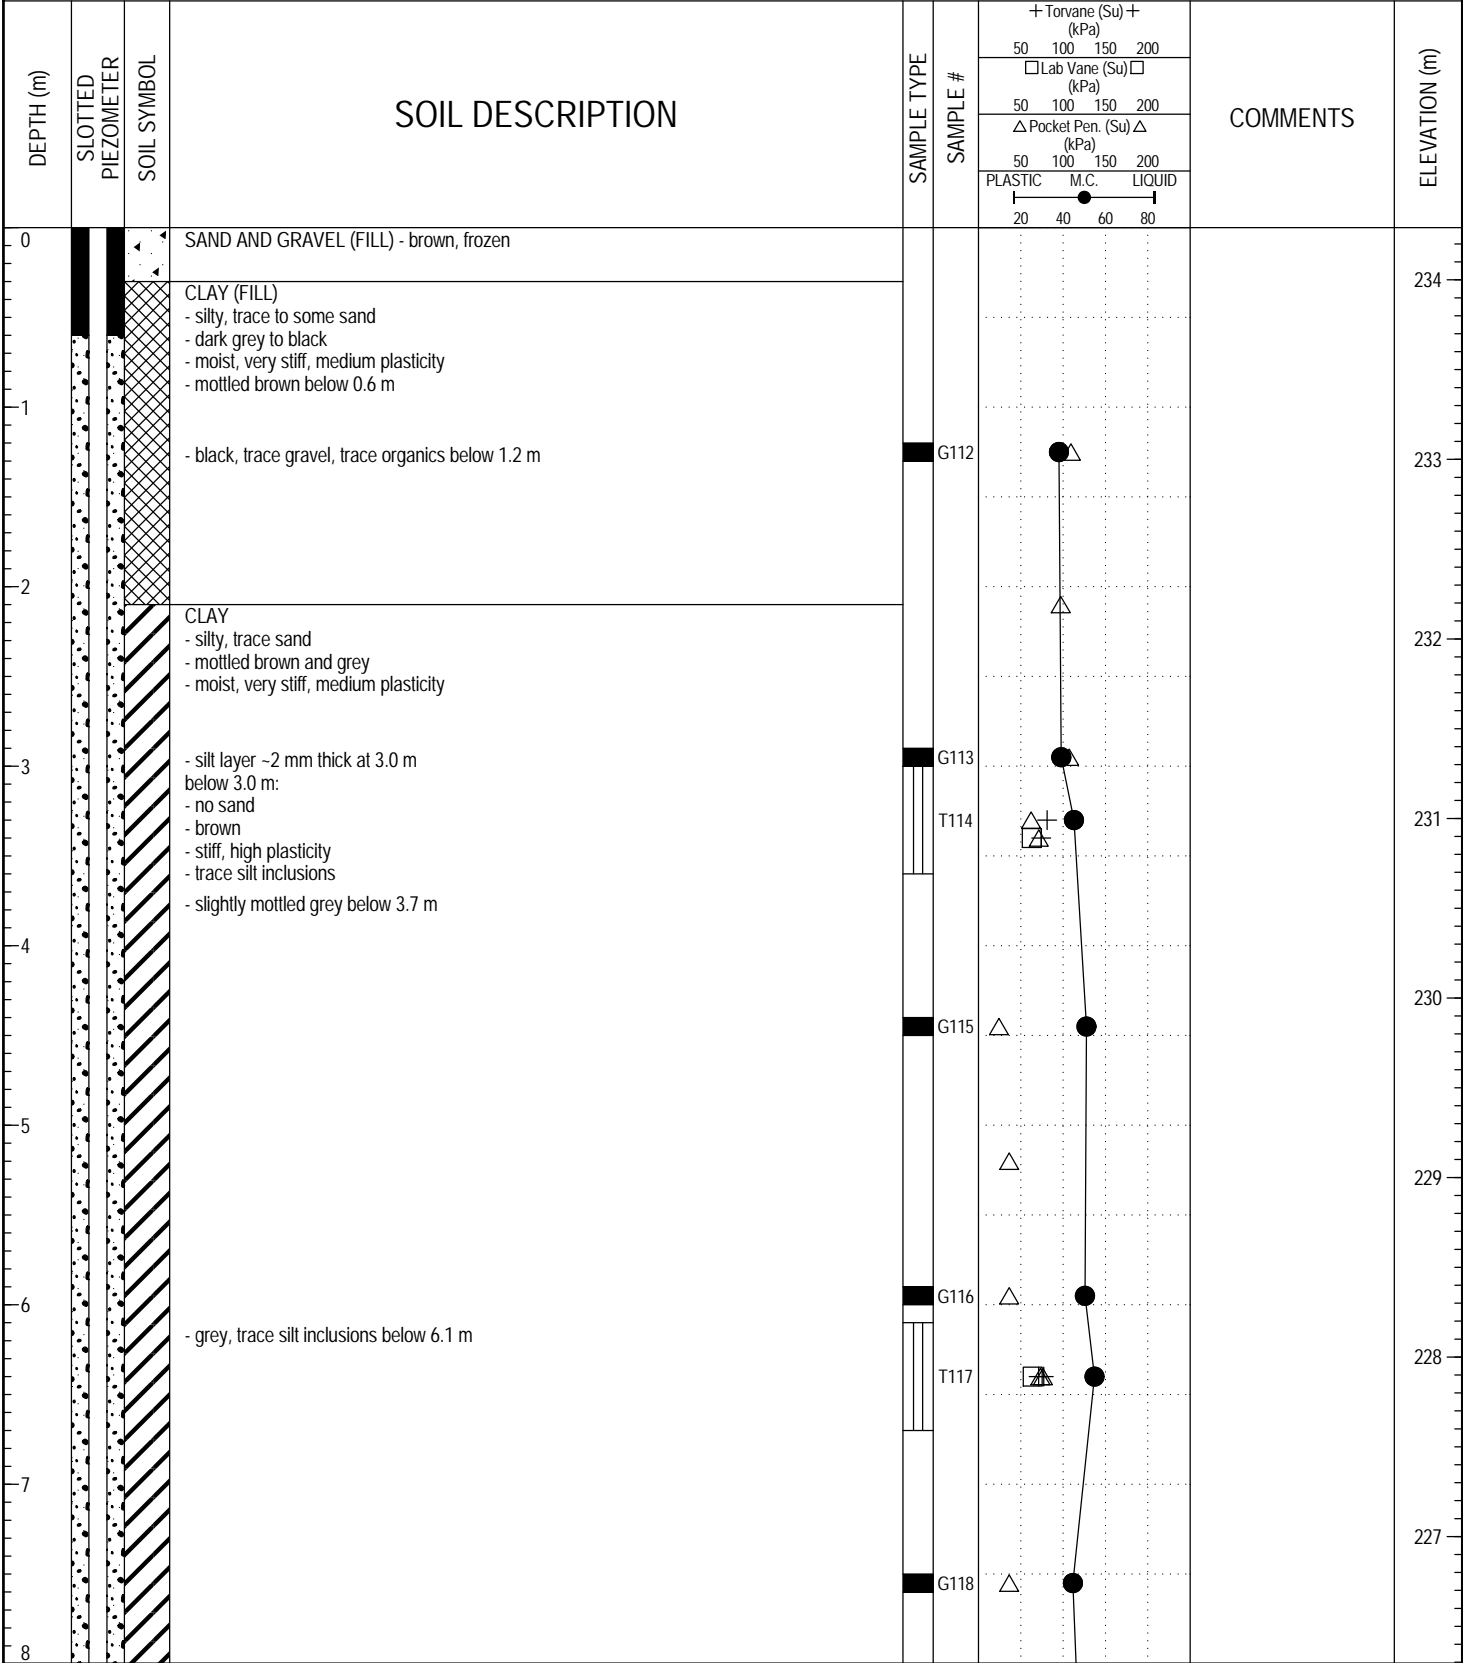 DEPTH (m)
SLOTTED
PIEZOMETER
SOIL SYMBOL
SOIL DESCRIPTION
SAMPLE TYPE
SAMPLE #
+ Torvane (Su) +
(kPa)
50 100 150 200
□ Lab Vane (Su) □
(kPa)
50 100 150 200
△ Pocket Pen. (Su) △
(kPa)
50 100 150 200
PLASTIC M.C. LIQUID
20 40 60 80
COMMENTS
ELEVATION (m)
0
SAND AND GRAVEL (FILL) - brown, frozen
234
CLAY (FILL)
- silty, trace to some sand
- dark grey to black
- moist, very stiff, medium plasticity
- mottled brown below 0.6 m
1
- black, trace gravel, trace organics below 1.2 m
G112
233
2
CLAY
- silty, trace sand
232
- mottled brown and grey
- moist, very stiff, medium plasticity
- silt layer ~2 mm thick at 3.0 m
G113
3
below 3.0 m:
- no sand
T114
231
- brown
- stiff, high plasticity
- trace silt inclusions
- slightly mottled grey below 3.7 m
4
230
G115
5
229
G116
6
- grey, trace silt inclusions below 6.1 m
228
T117
7
227
G118
8